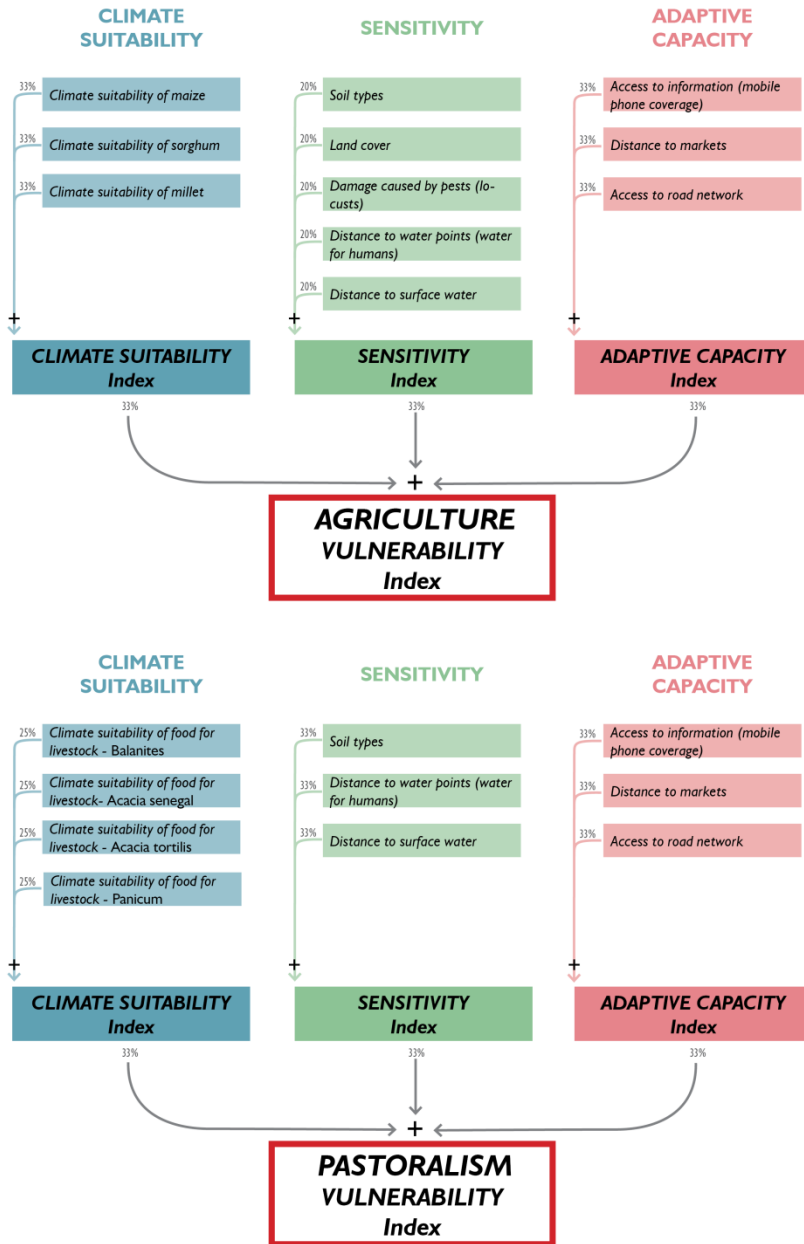 CLIMATE
SUITABILITY
33%
Climate suitability of maize
33%
Climate suitability of sorghum
33%
Climate suitability of millet
+
CLIMATE SUITABILITY
Index
33%
SENSITIVITY
20%
Soil types
20%
Land cover
20%
Damage caused by pests (lo-
custs)
20%
Distance to water points (water
for humans)
20%
Distance to surface water
+
SENSITIVITY
Index
33%
ADAPTIVE
CAPACITY
33%
Access to information (mobile
phone coverage)
33%
Distance to markets
33%
Access to road network
+
ADAPTIVE CAPACITY
Index
33%
+
AGRICULTURE
VULNERABILITY
Index
CLIMATE
SUITABILITY
25%
Climate suitability of food for
livestock - Balanites
25%
Climate suitability of food for
livestock- Acacia senegal
25%
Climate suitability of food for
livestock - Acacia tortilis
25%
Climate suitability of food for
livestock - Panicum
+
CLIMATE SUITABILITY
Index
33%
SENSITIVITY
33%
Soil types
33%
Distance to water points (water
for humans)
33%
Distance to surface water
+
SENSITIVITY
Index
33%
ADAPTIVE
CAPACITY
33%
Access to information (mobile
phone coverage)
33%
Distance to markets
33%
Access to road network
+
ADAPTIVE CAPACITY
Index
33%
+
PASTORALISM
VULNERABILITY
Index